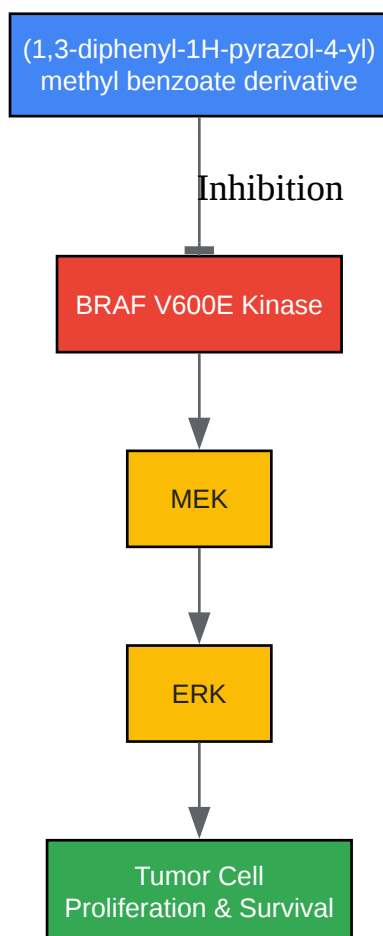 (1,3-diphenyl-1H-pyrazol-4-yl)
methyl benzoate derivative
Inhibition
BRAF V600E Kinase
MEK
ERK
Tumor Cell
Proliferation & Survival